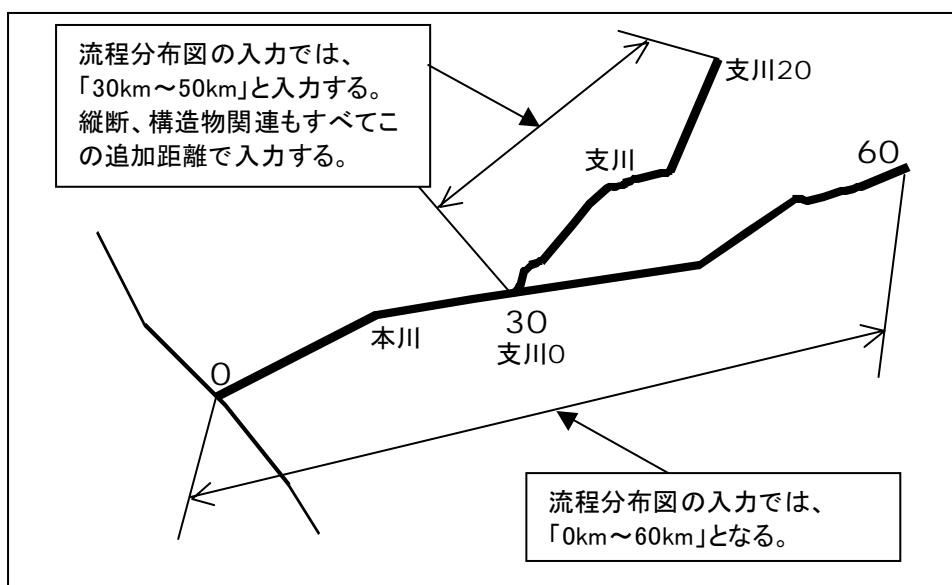 流程分布図の入力では、
「30km～50km」と入力する。
縦断、構造物関連もすべてこ
の追加距離で入力する。
支川20
支川
60
本川
30
支川0
0
流程分布図の入力では、
「0km～60km」となる。